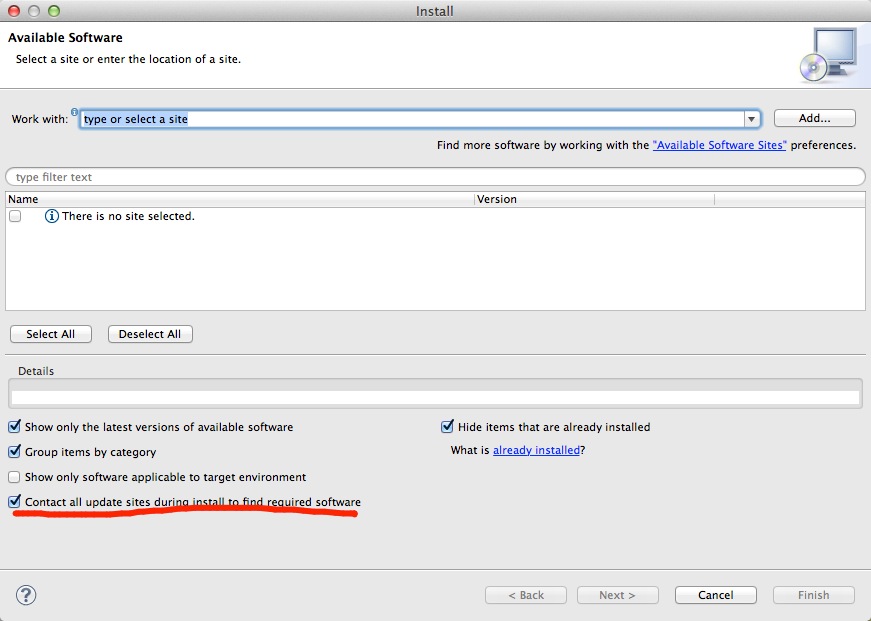 Install
Available Software
Select a site or enter the location of a site.
Work with: type or select a site Add...
Find more software by working with the "Available Software Sites" preferences.
type filter text
Name Version
There is no site selected.
Select All Deselect All
Details
Show only the latest versions of available software Hide items that are already installed
Group items by category What is already installed?
Show only software applicable to target environment
Contact all update sites during install to find required software
? < Back Next > Cancel Finish